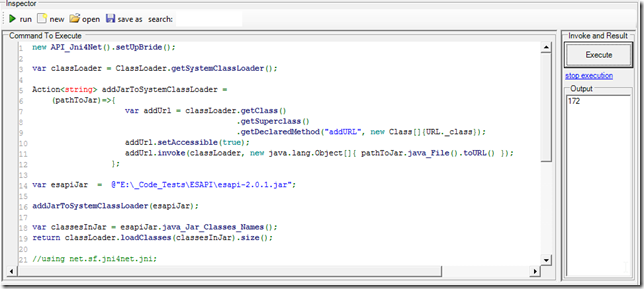 Inspector
run new open save as search:
Command To Execute
1 new API_Jni4Net().setUpBride();
2
3 var classLoader = ClassLoader.getSystemClassLoader();
4
5 Action<string> addJarToSystemClassLoader =
6 (pathToJar)=>{
7 var addUrl = classLoader.getClass()
8 .getSuperclass()
9 .getDeclaredMethod("addURL", new Class[]{URL._class});
10 addUrl.setAccessible(true);
11 addUrl.invoke(classLoader, new java.lang.Object[]{ pathToJar.java_File().toURL() });
12 };
13
14 var esapiJar = @"E:\_Code_Tests\ESAPI\esapi-2.0.1.jar";
15
16 addJarToSystemClassLoader(esapiJar);
17
18 var classesInJar = esapiJar.java_Jar_Classes_Names();
19 return classLoader.loadClasses(classesInJar).size();
20
21 //using net.sf.jni4net.jni;
Invoke and Result
Execute
stop execution
Output
172